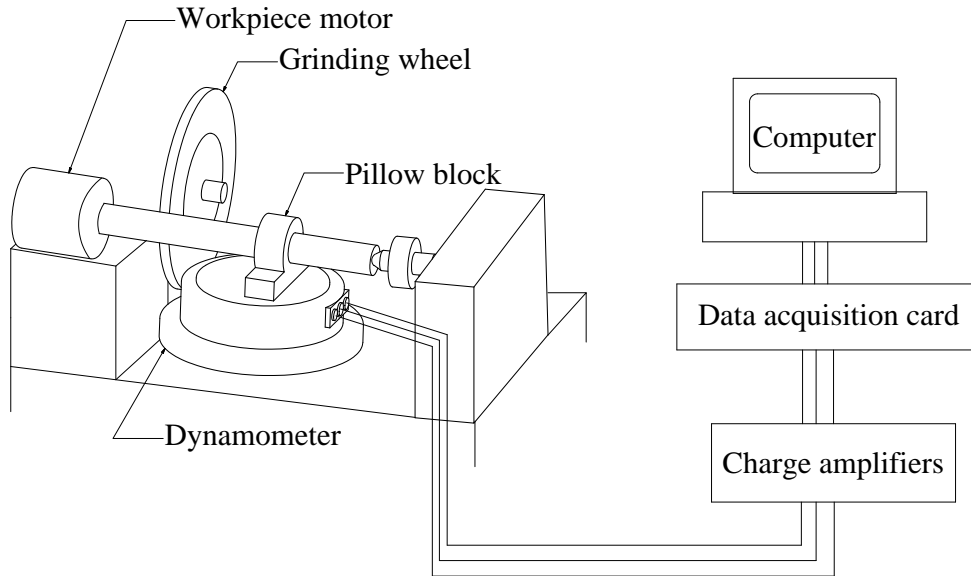 Workpiece motor
Grinding wheel
Pillow block
Computer
Data acquisition card
Dynamometer
Charge amplifiers